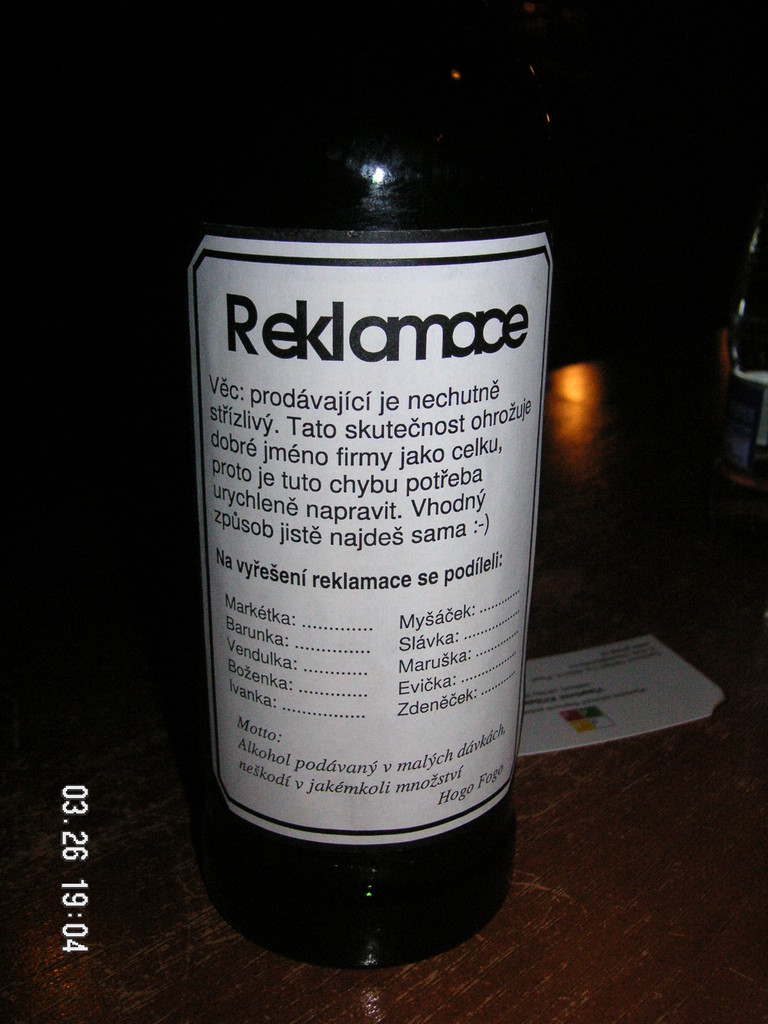 Reklamace
Věc: prodávající je nechutně
střízlivý. Tato skutečnost ohrožuje
dobré jméno firmy jako celku,
proto je tuto chybu potřeba
urychleně napravit. Vhodný
způsob jistě najdeš sama :-)
Na vyřešení reklamace se podíleli:
Markétka: ..............
Barunka: ..............
Vendulka: ............
Boženka: .............
Ivanka: ................
Myšáček: ..........
Slávka: .............
Maruška: ..........
Evička: .............
Zdeněček: ........
Motto:
Alkohol podávaný v malých dávkách,
neškodí v jakémkoli množství
Hogo Fogo
03.26 19:04